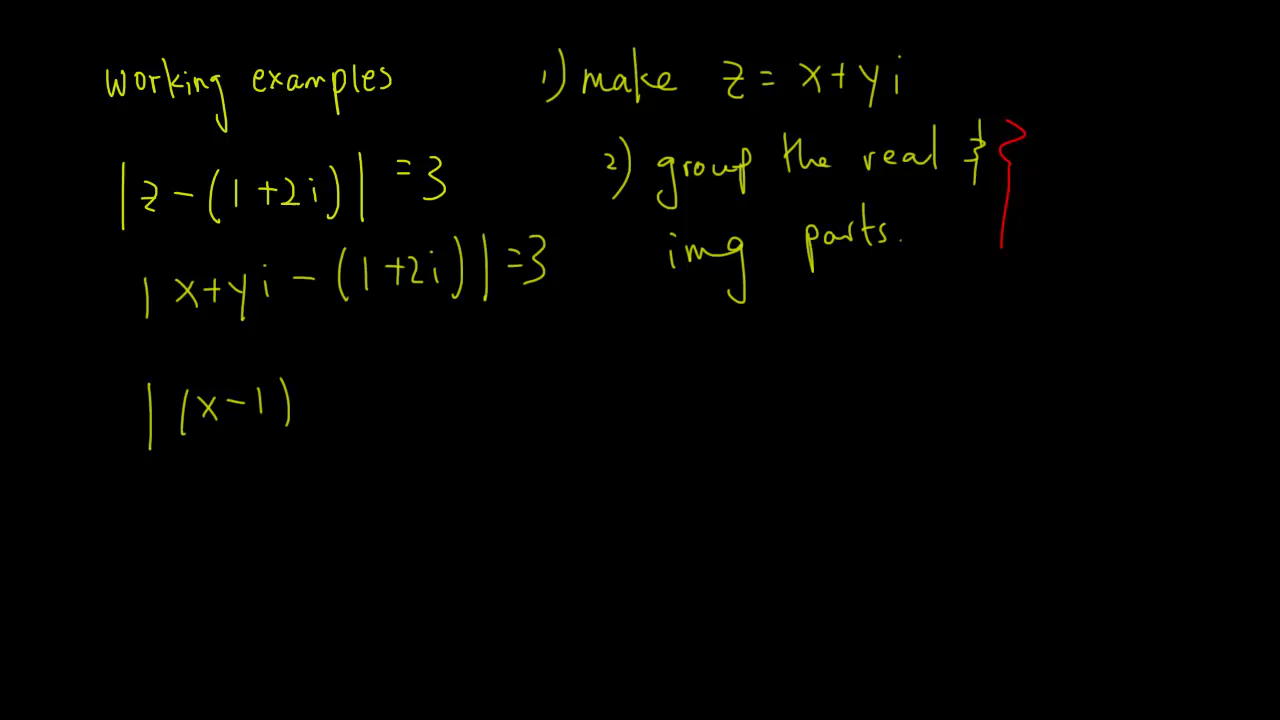 working examples
|z-(1+2i)| = 3
|x+yi-(1+2i)| = 3
|(x-1)
1) make z = x+yi
2) group the real &
img parts.